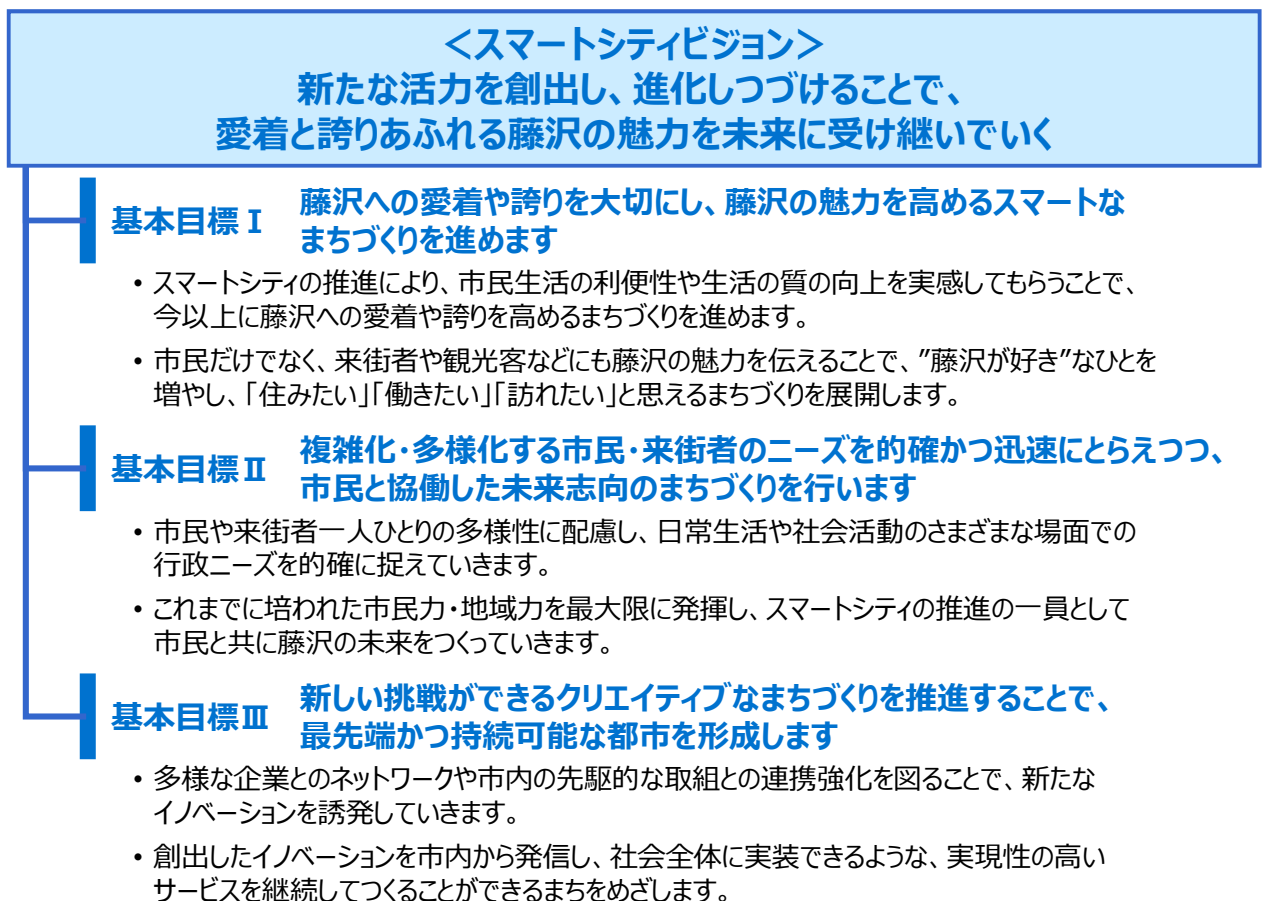 ＜スマートシティビジョン＞
新たな活力を創出し、進化しつづけることで、
愛着と誇りあふれる藤沢の魅力を未来に受け継いでいく
基本目標Ⅰ
藤沢への愛着や誇りを大切にし、藤沢の魅力を高めるスマートな
まちづくりを進めます
• スマートシティの推進により、市民生活の利便性や生活の質の向上を実感してもらうことで、
今以上に藤沢への愛着や誇りを高めるまちづくりを進めます。
• 市民だけでなく、来街者や観光客などにも藤沢の魅力を伝えることで、”藤沢が好き”なひとを
増やし、「住みたい」「働きたい」「訪れたい」と思えるまちづくりを展開します。
基本目標Ⅱ
複雑化・多様化する市民・来街者のニーズを的確かつ迅速にとらえつつ、
市民と協働した未来志向のまちづくりを行います
• 市民や来街者一人ひとりの多様性に配慮し、日常生活や社会活動のさまざまな場面での
行政ニーズを的確に捉えていきます。
• これまでに培われた市民力・地域力を最大限に発揮し、スマートシティの推進の一員として
市民と共に藤沢の未来をつくっていきます。
基本目標Ⅲ
新しい挑戦ができるクリエイティブなまちづくりを推進することで、
最先端かつ持続可能な都市を形成します
• 多様な企業とのネットワークや市内の先駆的な取組との連携強化を図ることで、新たな
イノベーションを誘発していきます。
• 創出したイノベーションを市内から発信し、社会全体に実装できるような、実現性の高い
サービスを継続してつくることができるまちをめざします。